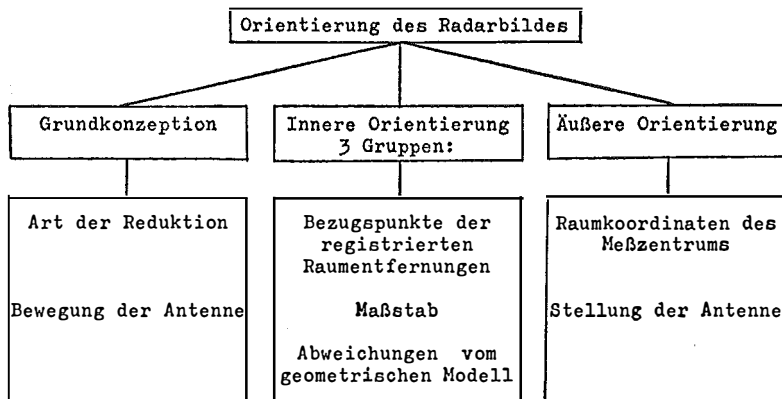 Orientierung des Radarbildes
Grundkonzeption
Innere Orientierung
3 Gruppen:
Äußere Orientierung
Art der Reduktion
Bewegung der Antenne
Bezugspunkte der
registrierten
Raumentfernungen
Maßstab
Abweichungen vom
geometrischen Modell
Raumkoordinaten des
Meßzentrums
Stellung der Antenne